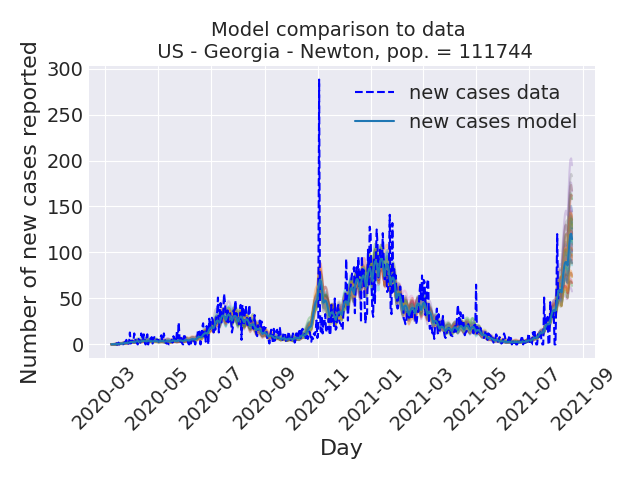 Model comparison to data
US - Georgia - Newton, pop. = 111744
Number of new cases reported
300
250
200
150
100
50
0
new cases data
new cases model
2020-03
2020-05
2020-07
2020-09
2020-11
2021-01
2021-03
2021-05
2021-07
2021-09
Day